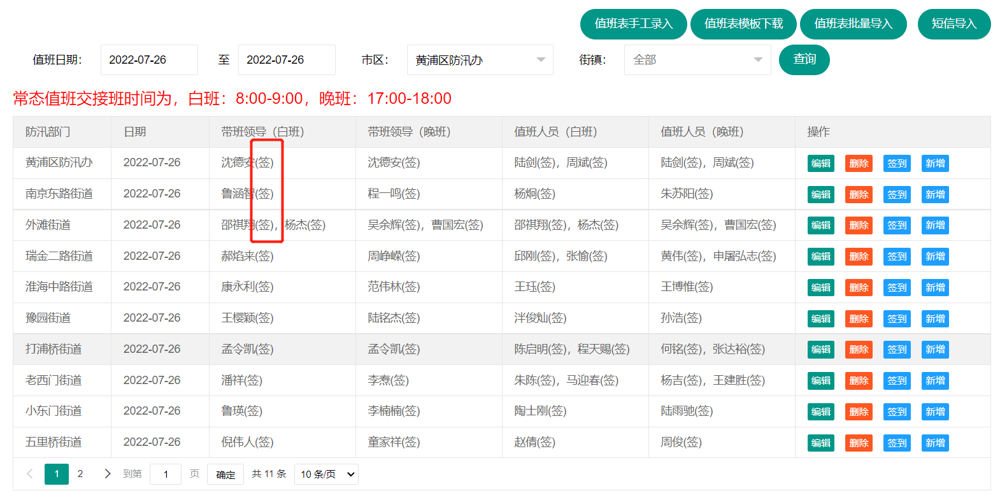 值班表手工录入 值班表模板下载 值班表批量导入 短信导入
值班日期： 2022-07-26 至 2022-07-26 市区： 黄浦区防汛办 街镇： 全部 查询
常态值班交接班时间为，白班：8:00-9:00，晚班：17:00-18:00
防汛部门 日期 带班领导（白班） 带班领导（晚班） 值班人员（白班） 值班人员（晚班） 操作
黄浦区防汛办 2022-07-26 沈德安(签) 沈德安(签) 陆剑(签)，周斌(签) 陆剑(签)，周斌(签) 编辑 删除 签到 新增
南京东路街道 2022-07-26 鲁涵智(签) 程一鸣(签) 杨炯(签) 朱苏阳(签) 编辑 删除 签到 新增
外滩街道 2022-07-26 邵祺翔(签)，杨杰(签) 吴余辉(签)，曹国宏(签) 邵祺翔(签)，杨杰(签) 吴余辉(签)，曹国宏(签) 编辑 删除 签到 新增
瑞金二路街道 2022-07-26 郝焰来(签) 周峥嵘(签) 邱刚(签)，张愉(签) 黄伟(签)，申屠弘志(签) 编辑 删除 签到 新增
淮海中路街道 2022-07-26 康永利(签) 范伟林(签) 王珏(签) 王博惟(签) 编辑 删除 签到 新增
豫园街道 2022-07-26 王樱颖(签) 陆铭杰(签) 泮俊灿(签) 孙浩(签) 编辑 删除 签到 新增
打浦桥街道 2022-07-26 孟令凯(签) 孟令凯(签) 陈启明(签)，程天赐(签) 何铭(签)，张达裕(签) 编辑 删除 签到 新增
老西门街道 2022-07-26 潘祥(签) 李焘(签) 朱陈(签)，马迎春(签) 杨吉(签)，王建胜(签) 编辑 删除 签到 新增
小东门街道 2022-07-26 鲁瑛(签) 李楠楠(签) 陶士刚(签) 陆雨驰(签) 编辑 删除 签到 新增
五里桥街道 2022-07-26 倪伟人(签) 童家祥(签) 赵倩(签) 周俊(签) 编辑 删除 签到 新增
1 2 到第 1 页 确定 共 11 条 10 条/页